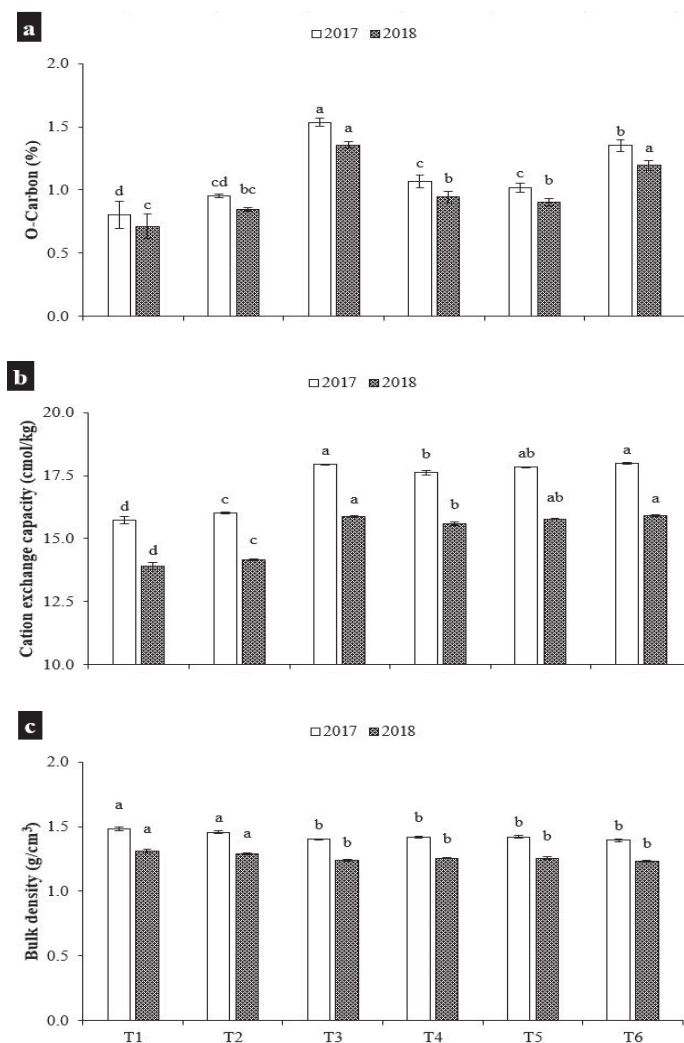 a
2017 2018
O-Carbon (%)
2.0
1.5
1.0
0.5
0.0
d c cd bc a a c b c b b a
b
2017 2018
Cation exchange capacity (cmol/kg)
20.0
17.5
15.0
12.5
10.0
d d c c a a b b ab ab a a
c
2017 2018
Bulk density (g/cm³)
2.0
1.5
1.0
0.5
0.0
a a a a b b b b b b b b
T1 T2 T3 T4 T5 T6